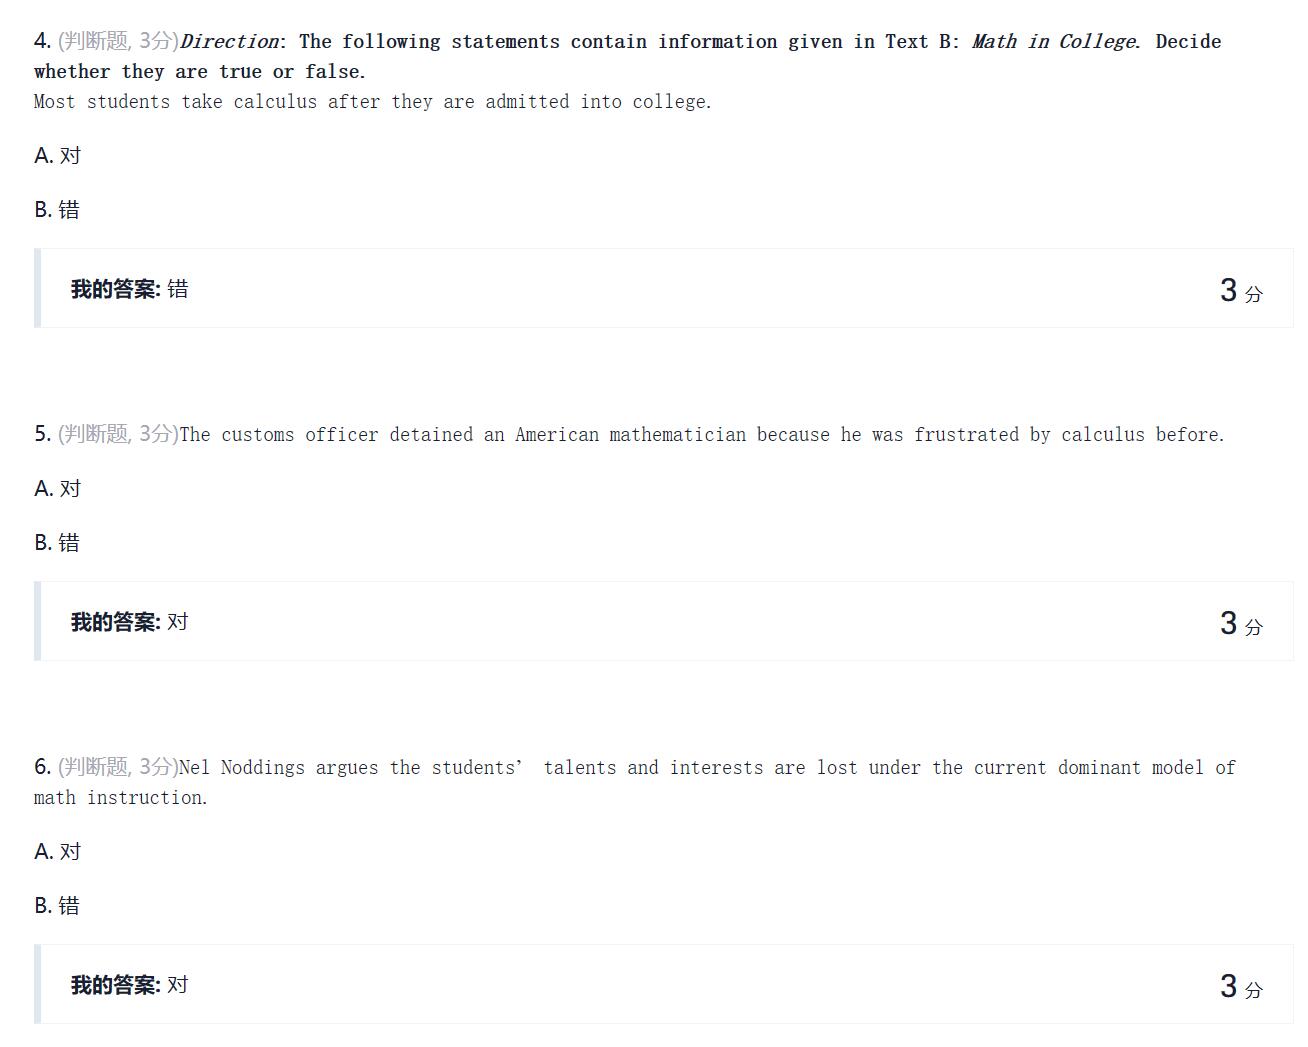 4. (判断题, 3分)Direction: The following statements contain information given in Text B: Math in College. Decide
whether they are true or false.
Most students take calculus after they are admitted into college.
A. 对
B. 错
我的答案: 错 3 分
5. (判断题, 3分)The customs officer detained an American mathematician because he was frustrated by calculus before.
A. 对
B. 错
我的答案: 对 3 分
6. (判断题, 3分)Nel Noddings argues the students’ talents and interests are lost under the current dominant model of
math instruction.
A. 对
B. 错
我的答案: 对 3 分